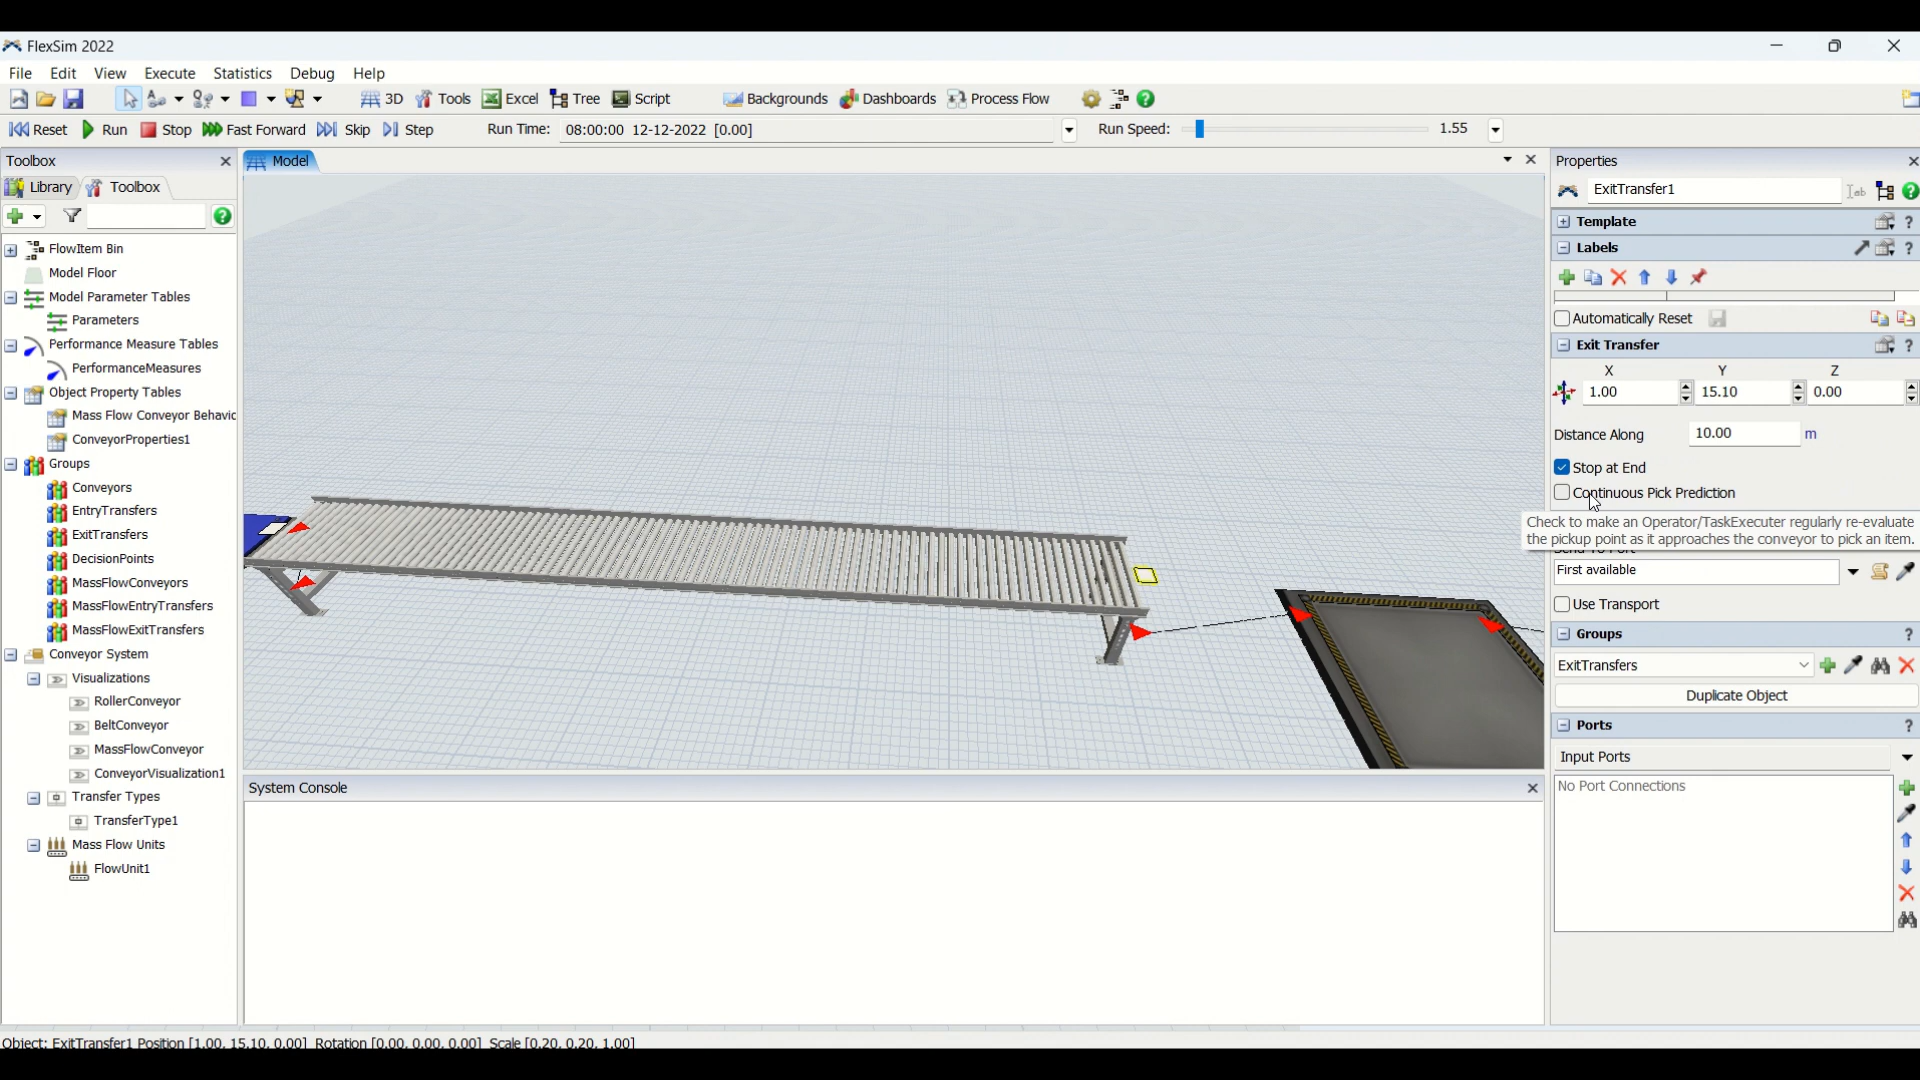 FlexSim 2022
File Edit View Execute Statistics Debug Help
3D Tools Excel Tree Script Backgrounds Dashboards Process Flow
Reset Run Stop Fast Forward Skip Step Run Time: 08:00:00 12-12-2022 [0.00] Run Speed: 1.55
Toolbox
Library Toolbox
FlowItem Bin
Model Floor
Model Parameter Tables
Parameters
Performance Measure Tables
PerformanceMeasures
Object Property Tables
Mass Flow Conveyor Behavio
ConveyorProperties1
Groups
Conveyors
EntryTransfers
ExitTransfers
DecisionPoints
MassFlowConveyors
MassFlowEntryTransfers
MassFlowExitTransfers
Conveyor System
Visualizations
RollerConveyor
BeltConveyor
MassFlowConveyor
ConveyorVisualization1
Transfer Types
TransferType1
Mass Flow Units
FlowUnit1
Model
System Console
Properties
ExitTransfer1
Template
Labels
Automatically Reset
Exit Transfer
X Y Z
1.00 15.10 0.00
Distance Along 10.00 m
Stop at End
Continuous Pick Prediction
Check to make an Operator/TaskExecuter regularly re-evaluate
the pickup point as it approaches the conveyor to pick an item.
Send To Port
First available
Use Transport
Groups
ExitTransfers
Duplicate Object
Ports
Input Ports
No Port Connections
Object: ExitTransfer1 Position [1.00, 15.10, 0.00] Rotation [0.00, 0.00, 0.00] Scale [0.20, 0.20, 1.00]